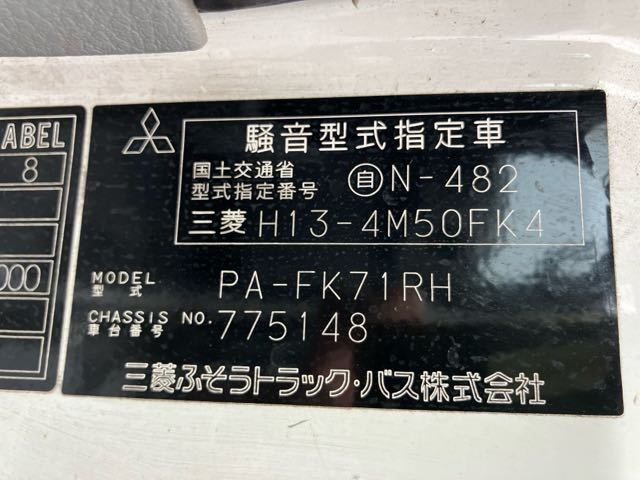 ABEL
8
000
騒音型式指定車
国土交通省
型式指定番号 自N-482
三菱 H13-4M50FK4
MODEL
型式 PA-FK71RH
CHASSIS NO.
車台番号 775148
三菱ふそうトラック・バス株式会社